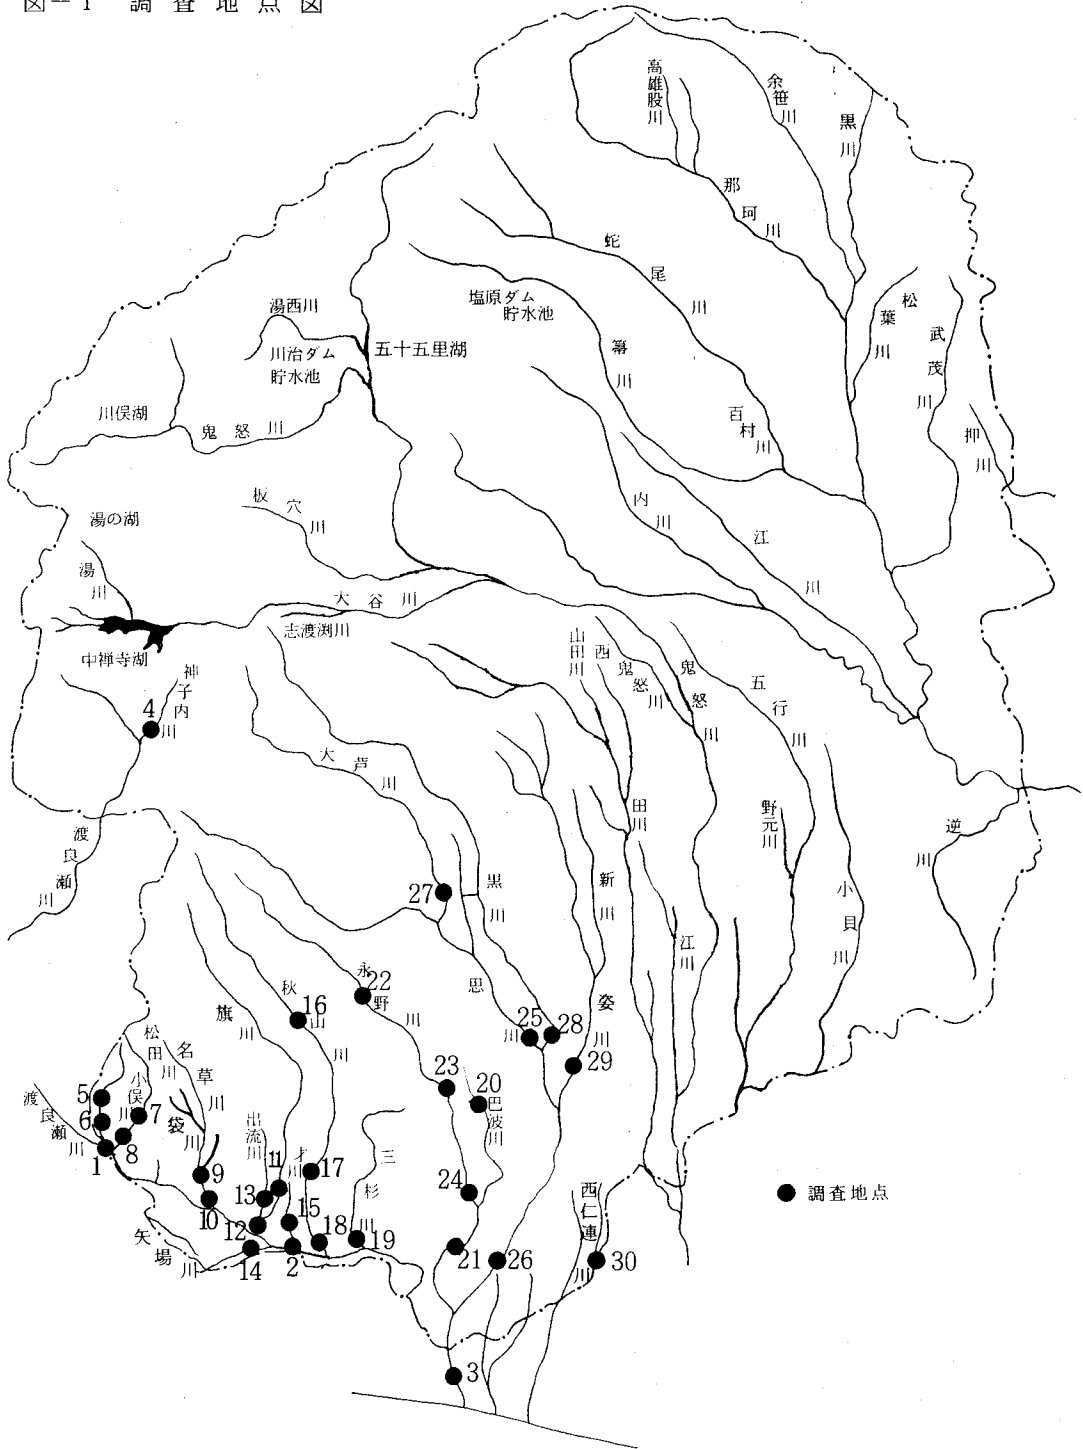 図－1 調査地点図
高雄股川
余笹川
黒川
那珂川
蛇尾川
塩原ダム
貯水池
湯西川
川治ダム
貯水池
五十五里湖
松葉川
武茂川
箒川
川俣湖
鬼怒川
百村川
押川
板穴川
内川
湯の湖
江川
湯川
大谷川
志渡渕川
中禅寺湖
山田川
西鬼怒川
鬼怒川
五行川
神子内川
4
大芦川
田川
野元川
渡良瀬川
逆川
27
黒川
新川
小貝川
江川
思川
永野川
22
姿川
秋山川
16
旗川
25
28
29
松田川
名草川
小俣川
渡良瀬川
5
6
7
8
1
袋川
23
20
巴波川
出流川
才川
三杉川
9
10
11
13
17
24
西仁連川
調査地点
12
15
18
19
矢場川
14
2
21
26
30
3